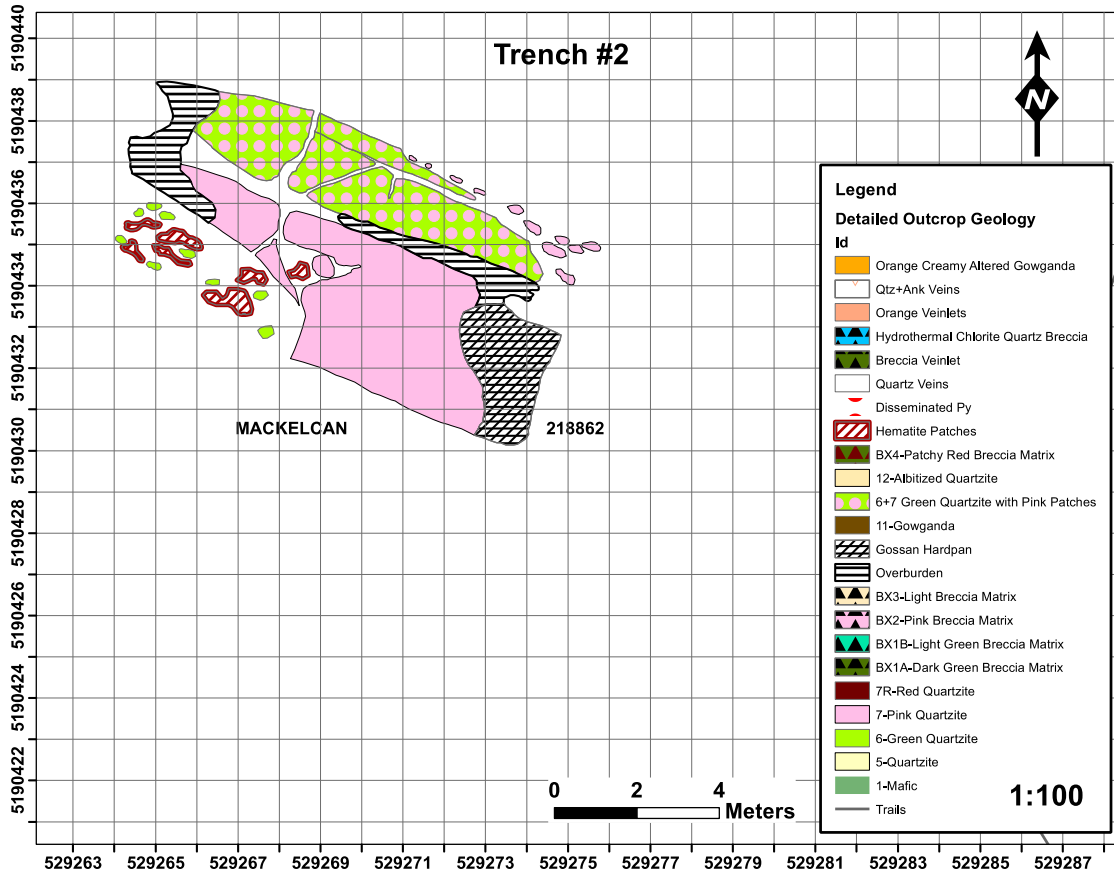 Trench #2
N
5190440
5190438
5190436
5190434
5190432
5190430
5190428
5190426
5190424
5190422
MACKELCAN
218862
Legend
Detailed Outcrop Geology
Id
Orange Creamy Altered Gowganda
Qtz+Ank Veins
Orange Veinlets
Hydrothermal Chlorite Quartz Breccia
Breccia Veinlet
Quartz Veins
Disseminated Py
Hematite Patches
BX4-Patchy Red Breccia Matrix
12-Albitized Quartzite
6+7 Green Quartzite with Pink Patches
11-Gowganda
Gossan Hardpan
Overburden
BX3-Light Breccia Matrix
BX2-Pink Breccia Matrix
BX1B-Light Green Breccia Matrix
BX1A-Dark Green Breccia Matrix
7R-Red Quartzite
7-Pink Quartzite
6-Green Quartzite
5-Quartzite
1-Mafic
Trails
1:100
0 2 4
Meters
529263 529265 529267 529269 529271 529273 529275 529277 529279 529281 529283 529285 529287